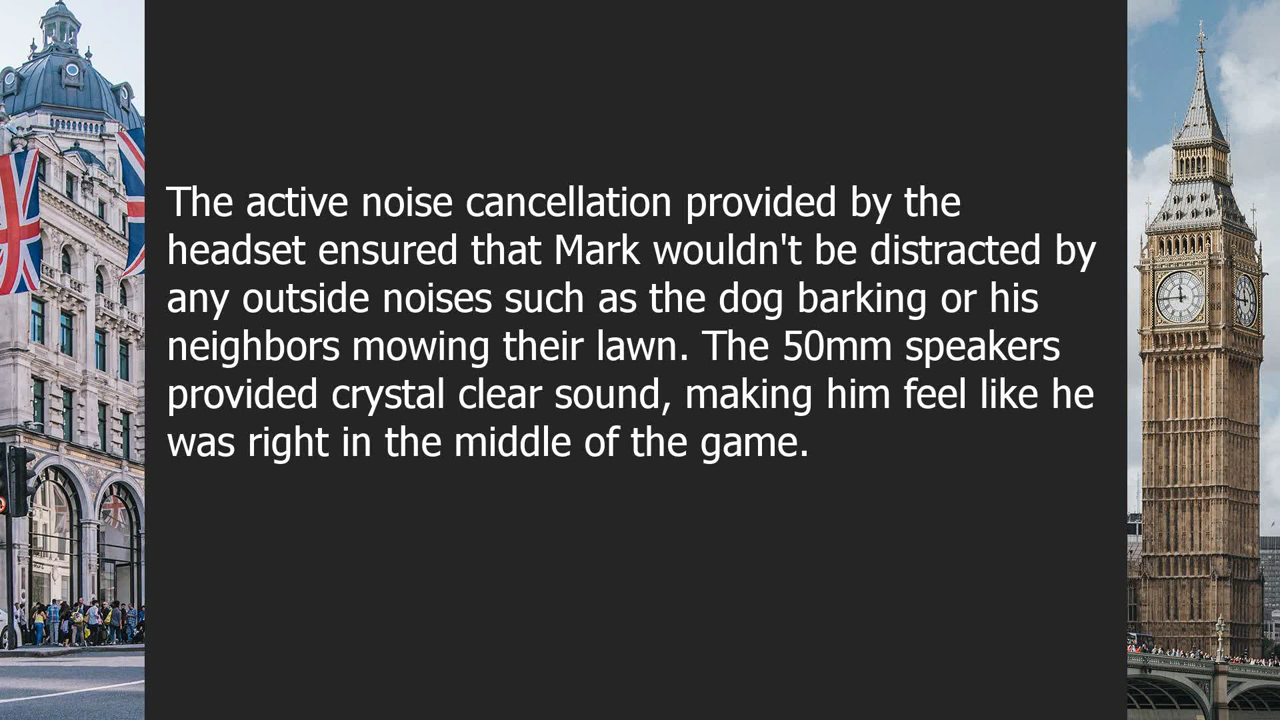 The active noise cancellation provided by the
headset ensured that Mark wouldn't be distracted by
any outside noises such as the dog barking or his
neighbors mowing their lawn. The 50mm speakers
provided crystal clear sound, making him feel like he
was right in the middle of the game.